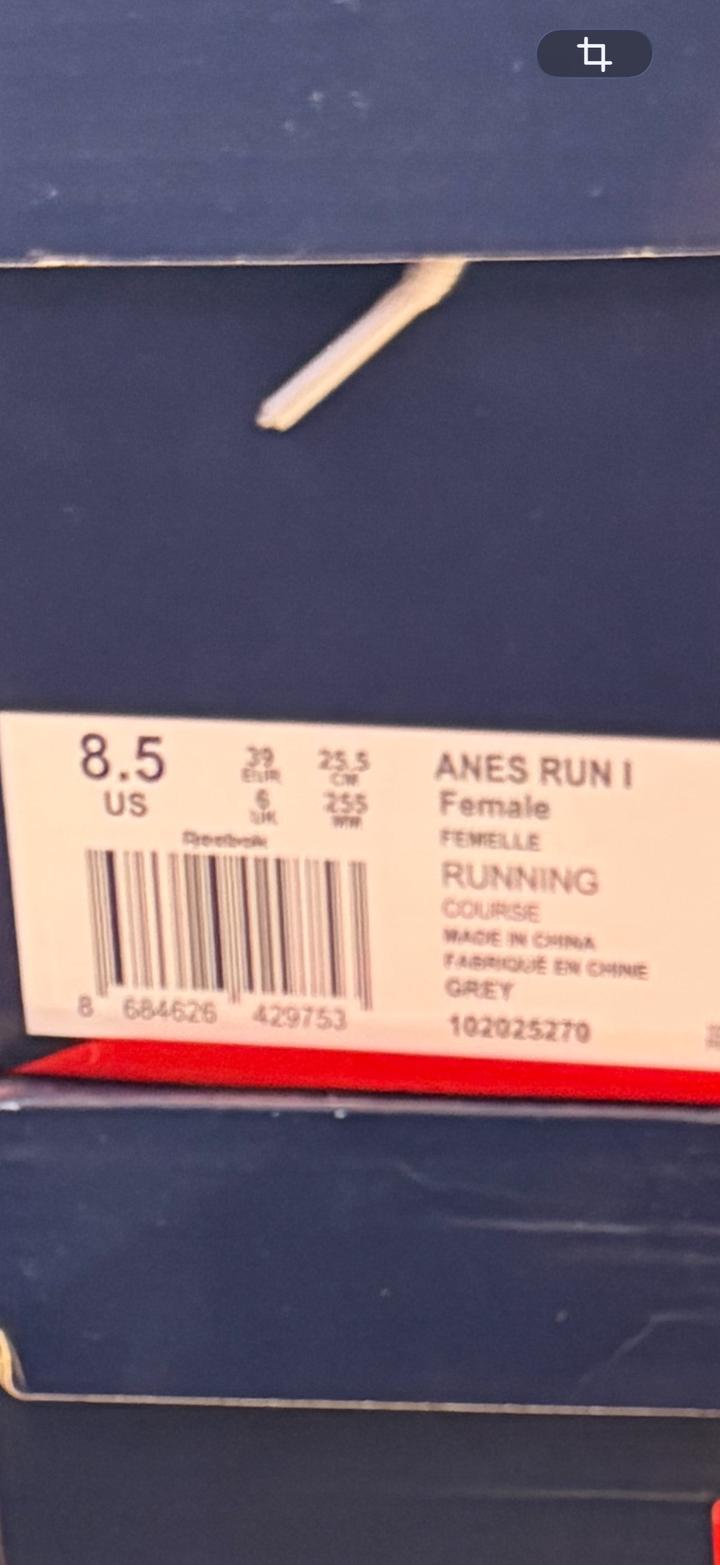 8.5
US
39
EUR
6
UK
25.5
CM
255
MM
Reebok
8 684626 429753
ANES RUN I
Female
FEMELLE
RUNNING
COURSE
MADE IN CHINA
FABRIQUÉ EN CHINE
GREY
102025270